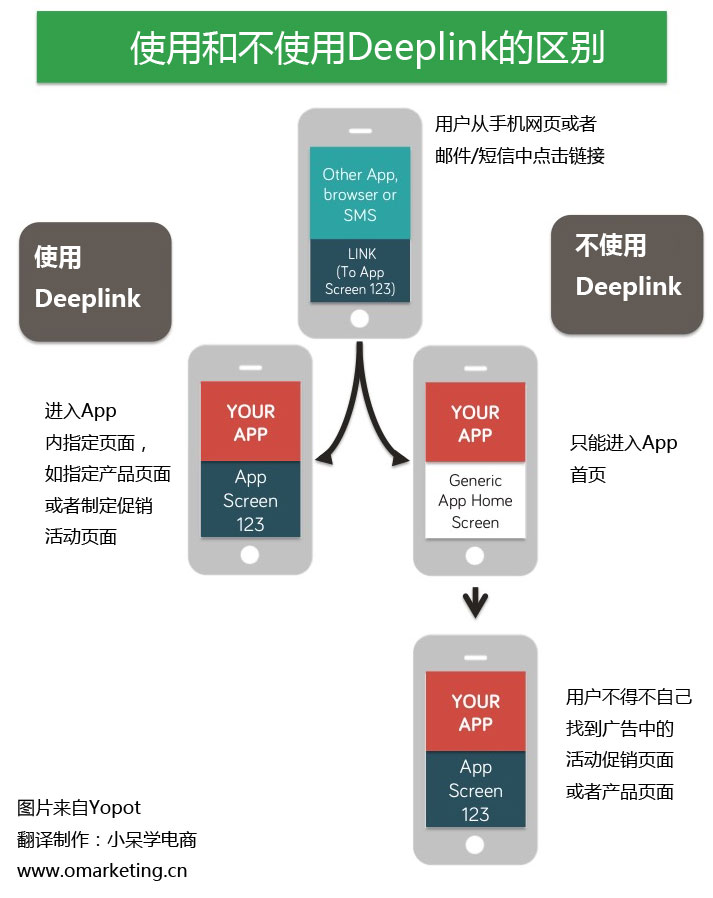 使用和不使用Deeplink的区别
用户从手机网页或者
邮件/短信中点击链接
Other App,
browser or
SMS
LINK
(To App
Screen 123)
使用
Deeplink
不使用
Deeplink
进入App
内指定页面，
如指定产品页面
或者制定促销
活动页面
YOUR
APP
App
Screen
123
YOUR
APP
Generic
App Home
Screen
只能进入App
首页
YOUR
APP
App
Screen
123
用户不得不自己
找到广告中的
活动促销页面
或者产品页面
图片来自Yopot
翻译制作：小呆学电商
www.omarketing.cn